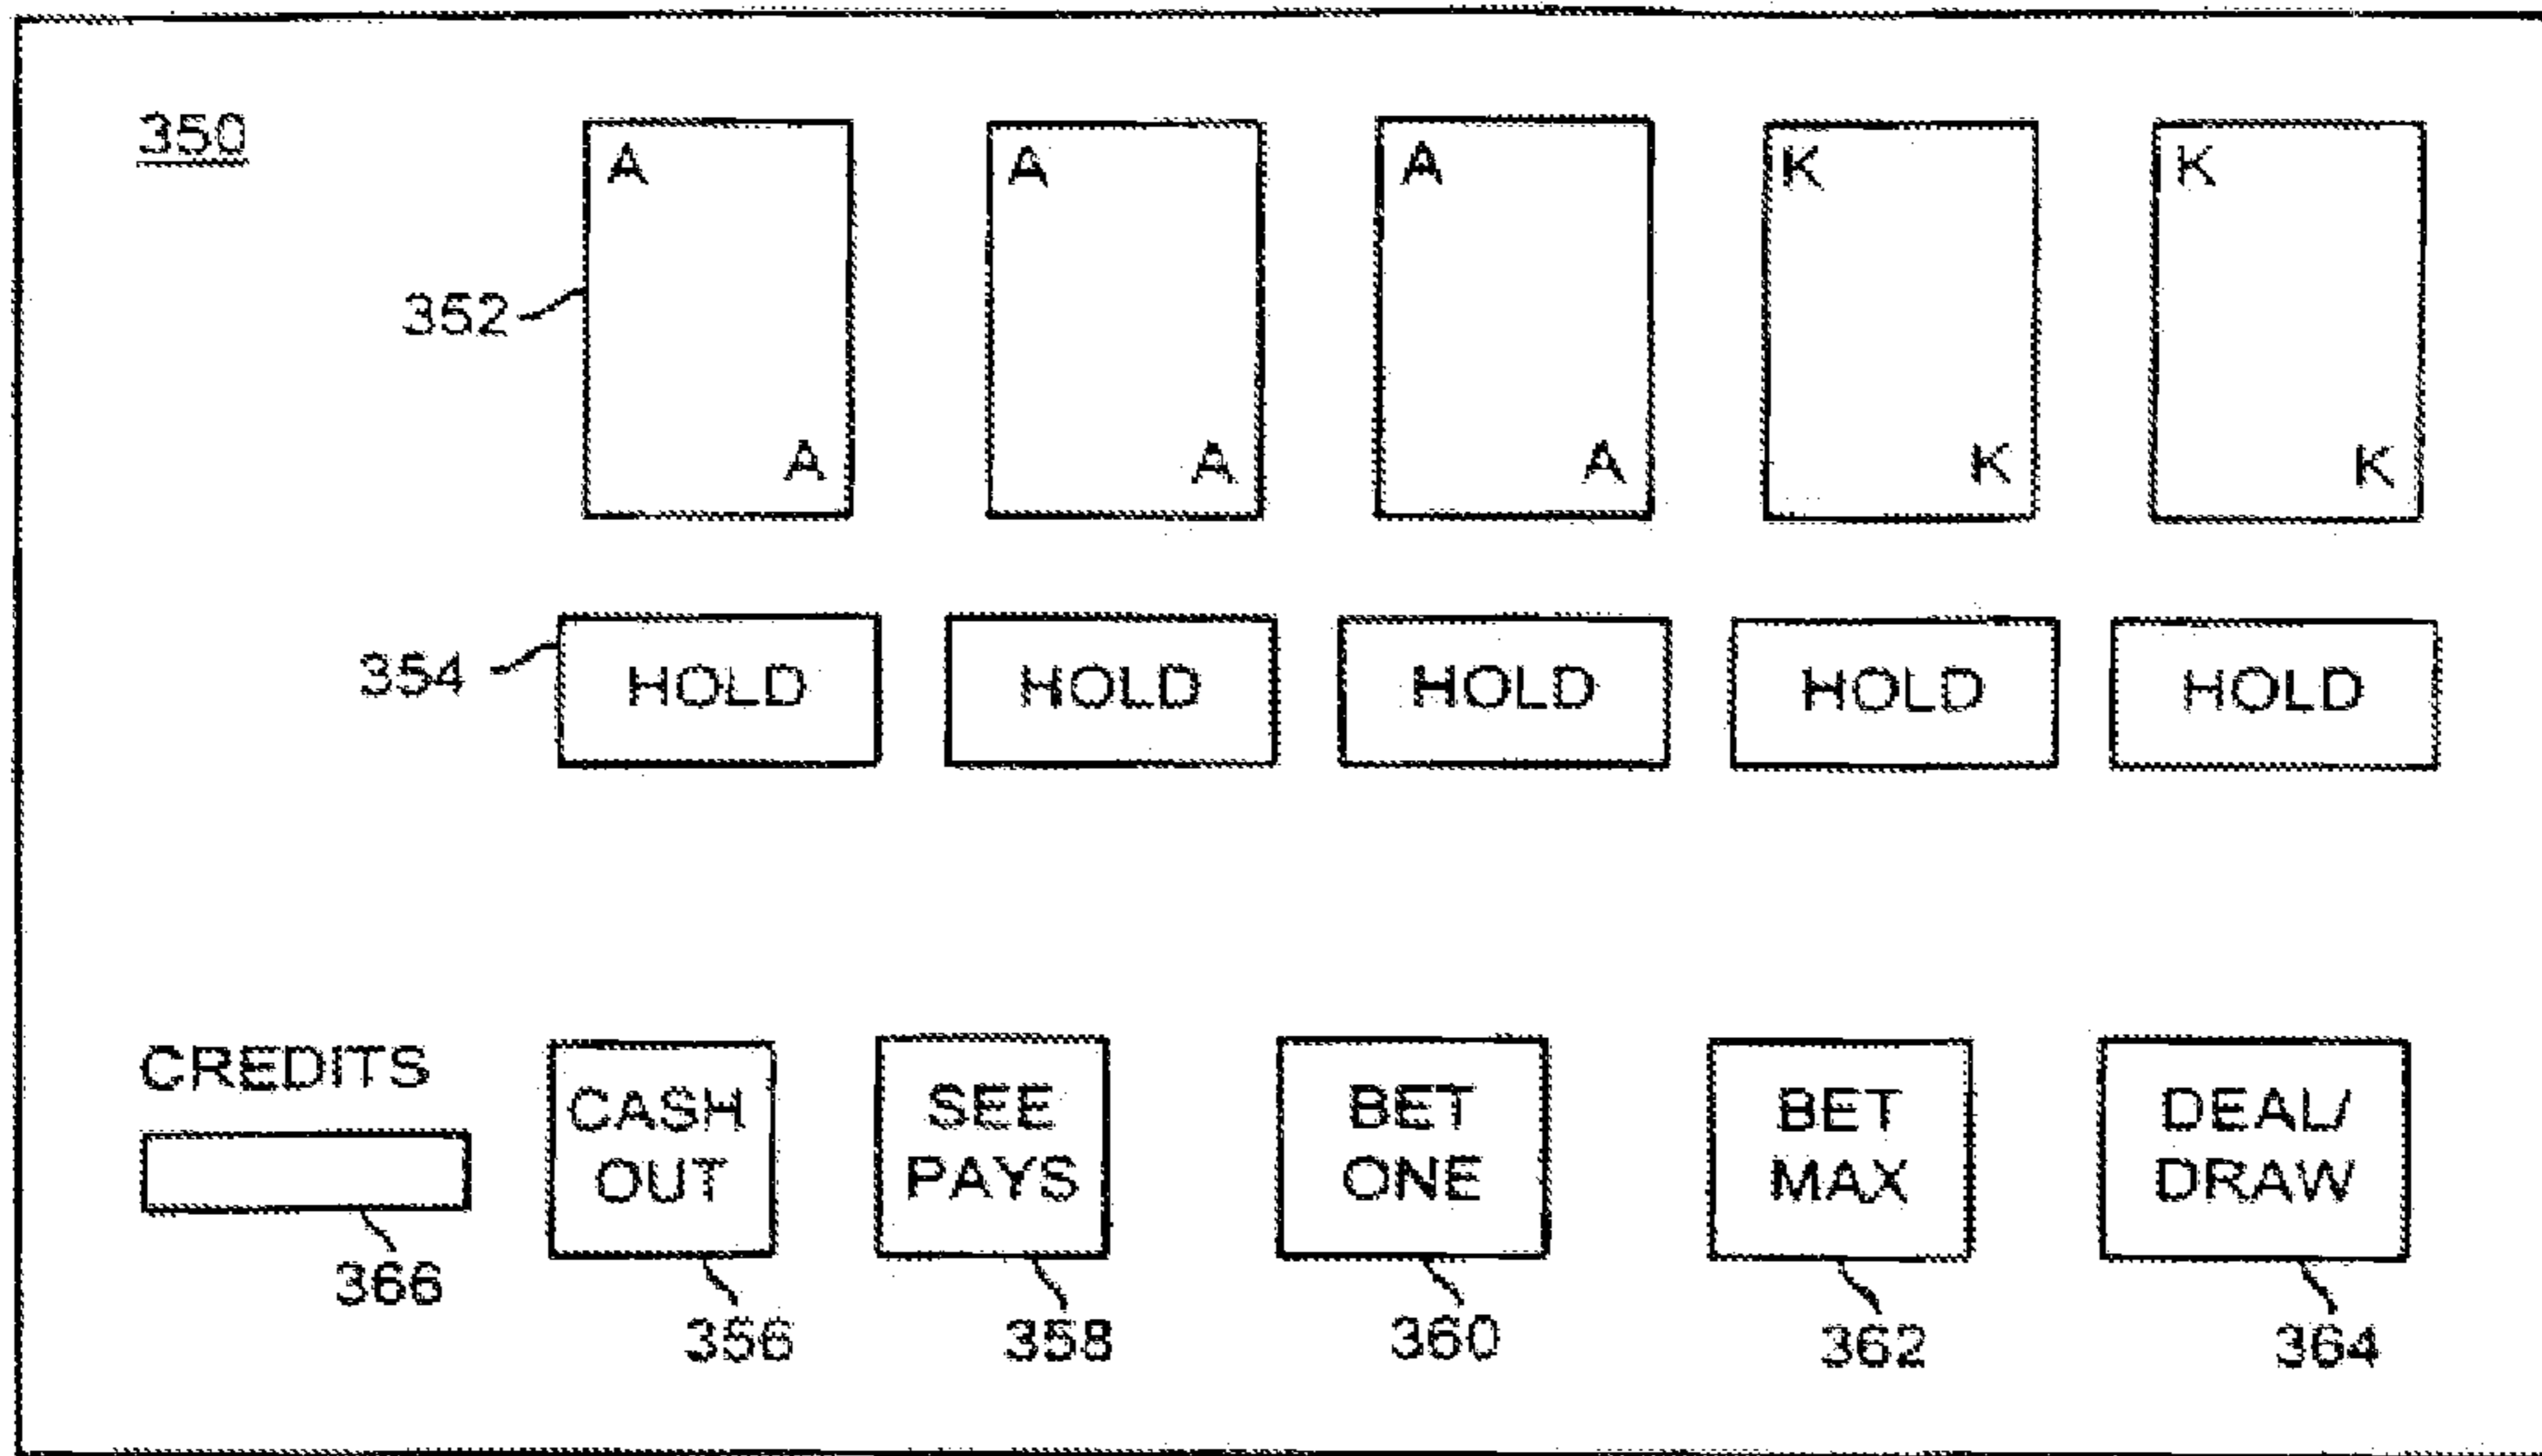 350
A A A K K
352
A A A K K
354 HOLD HOLD HOLD HOLD HOLD
CREDITS
CASH OUT
SEE PAYS
BET ONE
BET MAX
DEAL/ DRAW
366
356 358 360 362 364